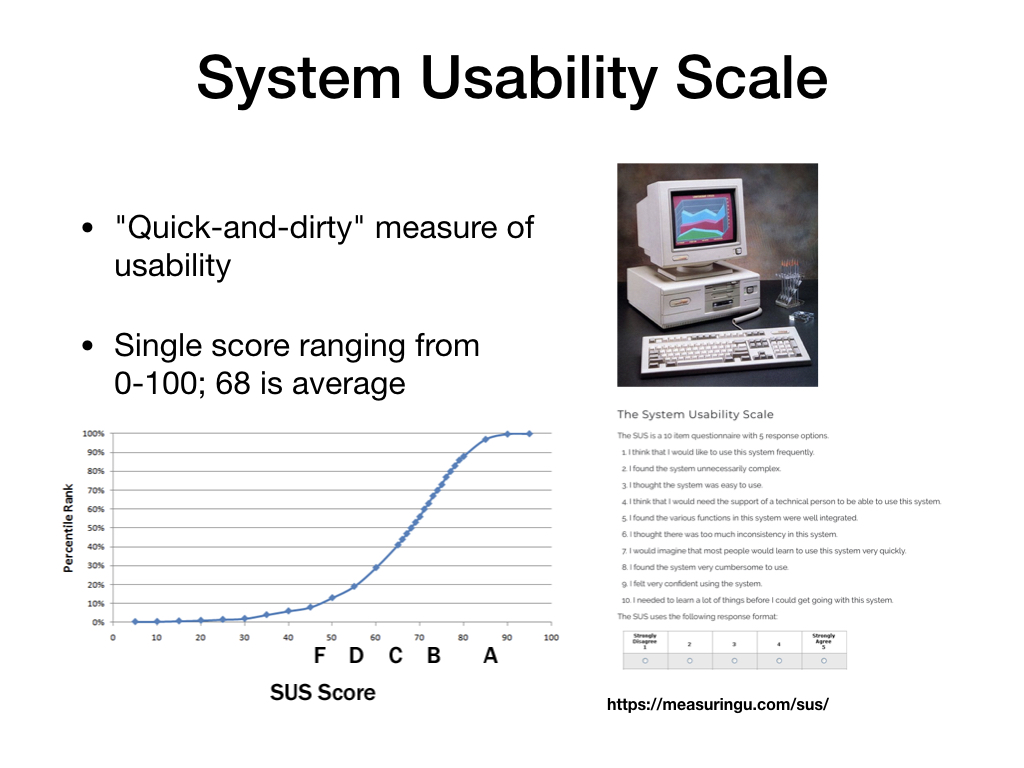 System Usability Scale
• "Quick-and-dirty" measure of
usability
• Single score ranging from
0-100; 68 is average
100%
90%
80%
70%
60%
50%
40%
30%
20%
10%
0%
Percentile Rank
0 10 20 30 40 50 60 70 80 90 100
F D C B A
SUS Score
The System Usability Scale
The SUS is a 10 item questionnaire with 5 response options.
1. I think that I would like to use this system frequently.
2. I found the system unnecessarily complex.
3. I thought the system was easy to use.
4. I think that I would need the support of a technical person to be able to use this system.
5. I found the various functions in this system were well integrated.
6. I thought there was too much inconsistency in this system.
7. I would imagine that most people would learn to use this system very quickly.
8. I found the system very cumbersome to use.
9. I felt very confident using the system.
10. I needed to learn a lot of things before I could get going with this system.
The SUS uses the following response format:
Strongly Disagree 1
2
3
4
Strongly Agree 5
https://measuringu.com/sus/